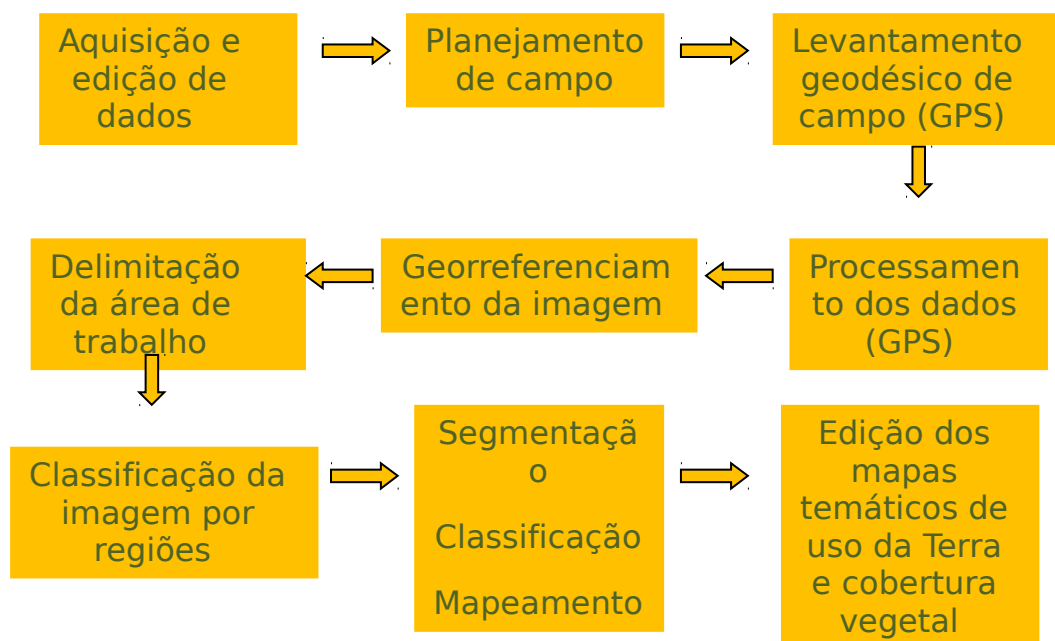 Aquisição e
edição de
dados
Planejamento
de campo
Levantamento
geodésico de
campo (GPS)
Processamen
to dos dados
(GPS)
Georreferenciam
ento da imagem
Delimitação
da área de
trabalho
Classificação da
imagem por
regiões
Segmentaçã
o
Classificação
Mapeamento
Edição dos
mapas
temáticos de
uso da Terra
e cobertura
vegetal